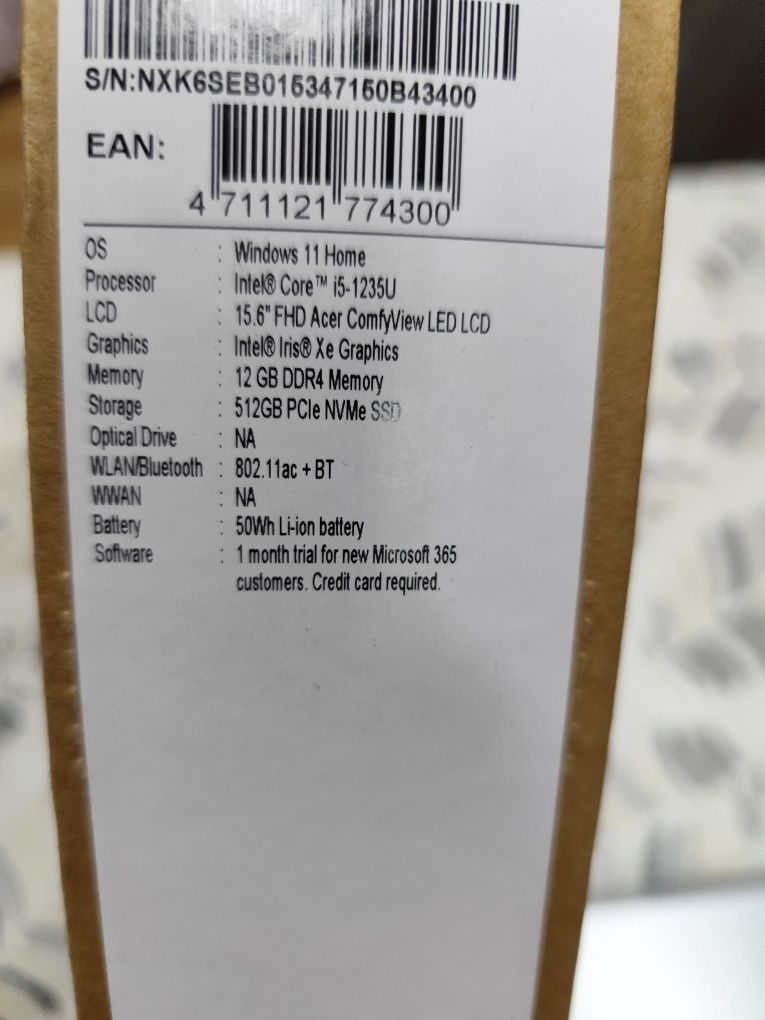 S/N:NXK6SEB015347150B43400
EAN:
4 711121 774300
OS : Windows 11 Home
Processor : Intel® Core™ i5-1235U
LCD : 15.6" FHD Acer ComfyView LED LCD
Graphics : Intel® Iris® Xe Graphics
Memory : 12 GB DDR4 Memory
Storage : 512GB PCIe NVMe SSD
Optical Drive : NA
WLAN/Bluetooth : 802.11ac + BT
WWAN : NA
Battery : 50Wh Li-ion battery
Software : 1 month trial for new Microsoft 365
customers. Credit card required.